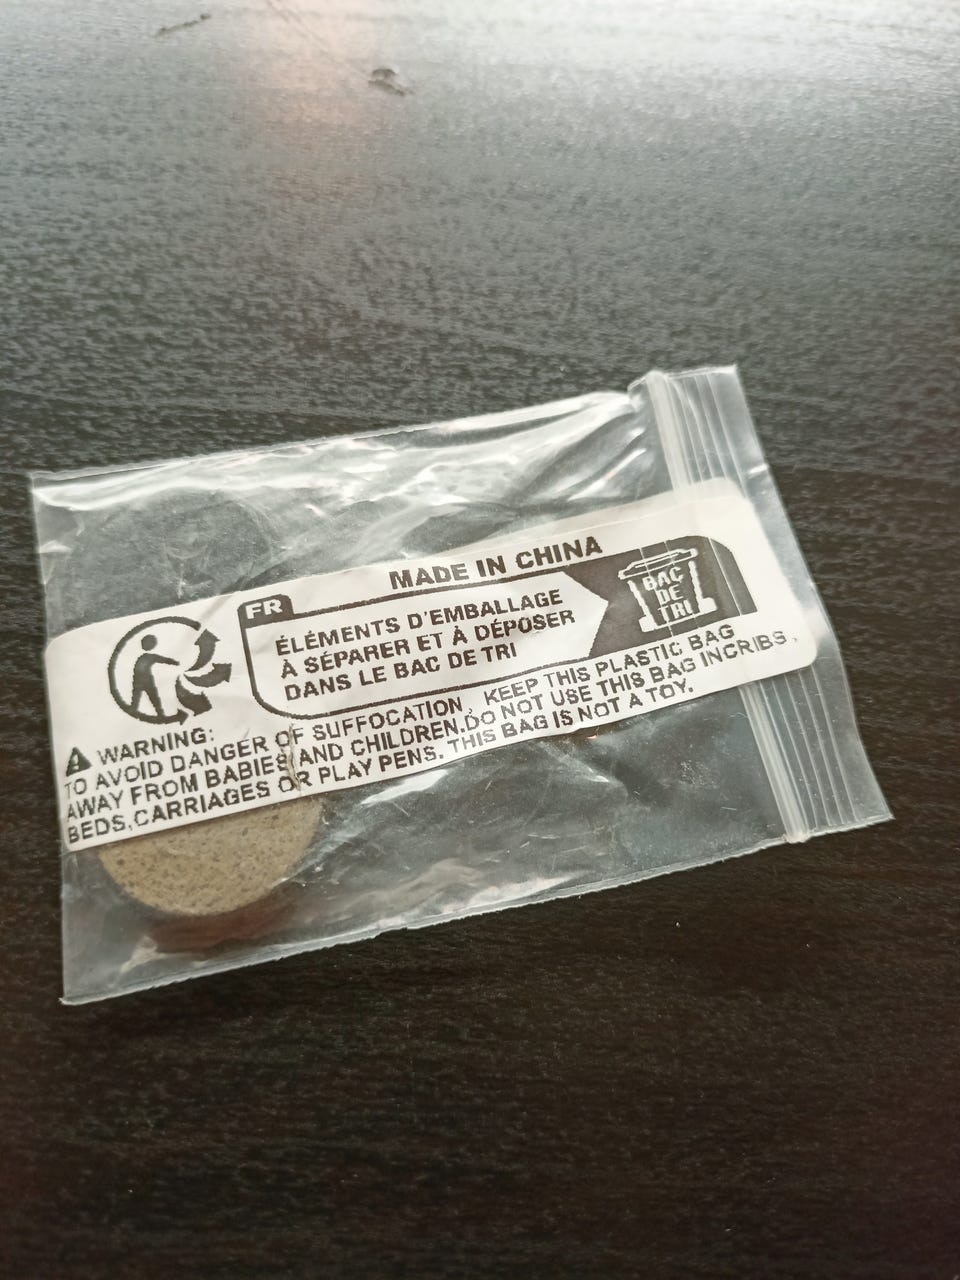 MADE IN CHINA
FR
ÉLÉMENTS D'EMBALLAGE
À SÉPARER ET À DÉPOSER
DANS LE BAC DE TRI
BAC
DE
TRI
WARNING:
TO AVOID DANGER OF SUFFOCATION, KEEP THIS PLASTIC BAG
AWAY FROM BABIES AND CHILDREN.DO NOT USE THIS BAG INCRIBS,
BEDS,CARRIAGES OR PLAY PENS. THIS BAG IS NOT A TOY.